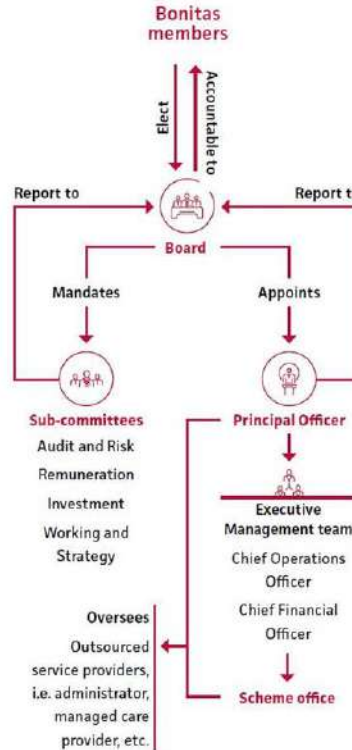 Bonitas
members
Elect
Accountable to
Report to
Report t
Board
Mandates
Appoints
Sub-committees
Audit and Risk
Remuneration
Investment
Working and
Strategy
Principal Officer
Executive
Management team
Chief Operations
Officer
Chief Financial
Officer
Scheme office
Oversees
Outsourced
service providers,
i.e. administrator,
managed care
provider, etc.